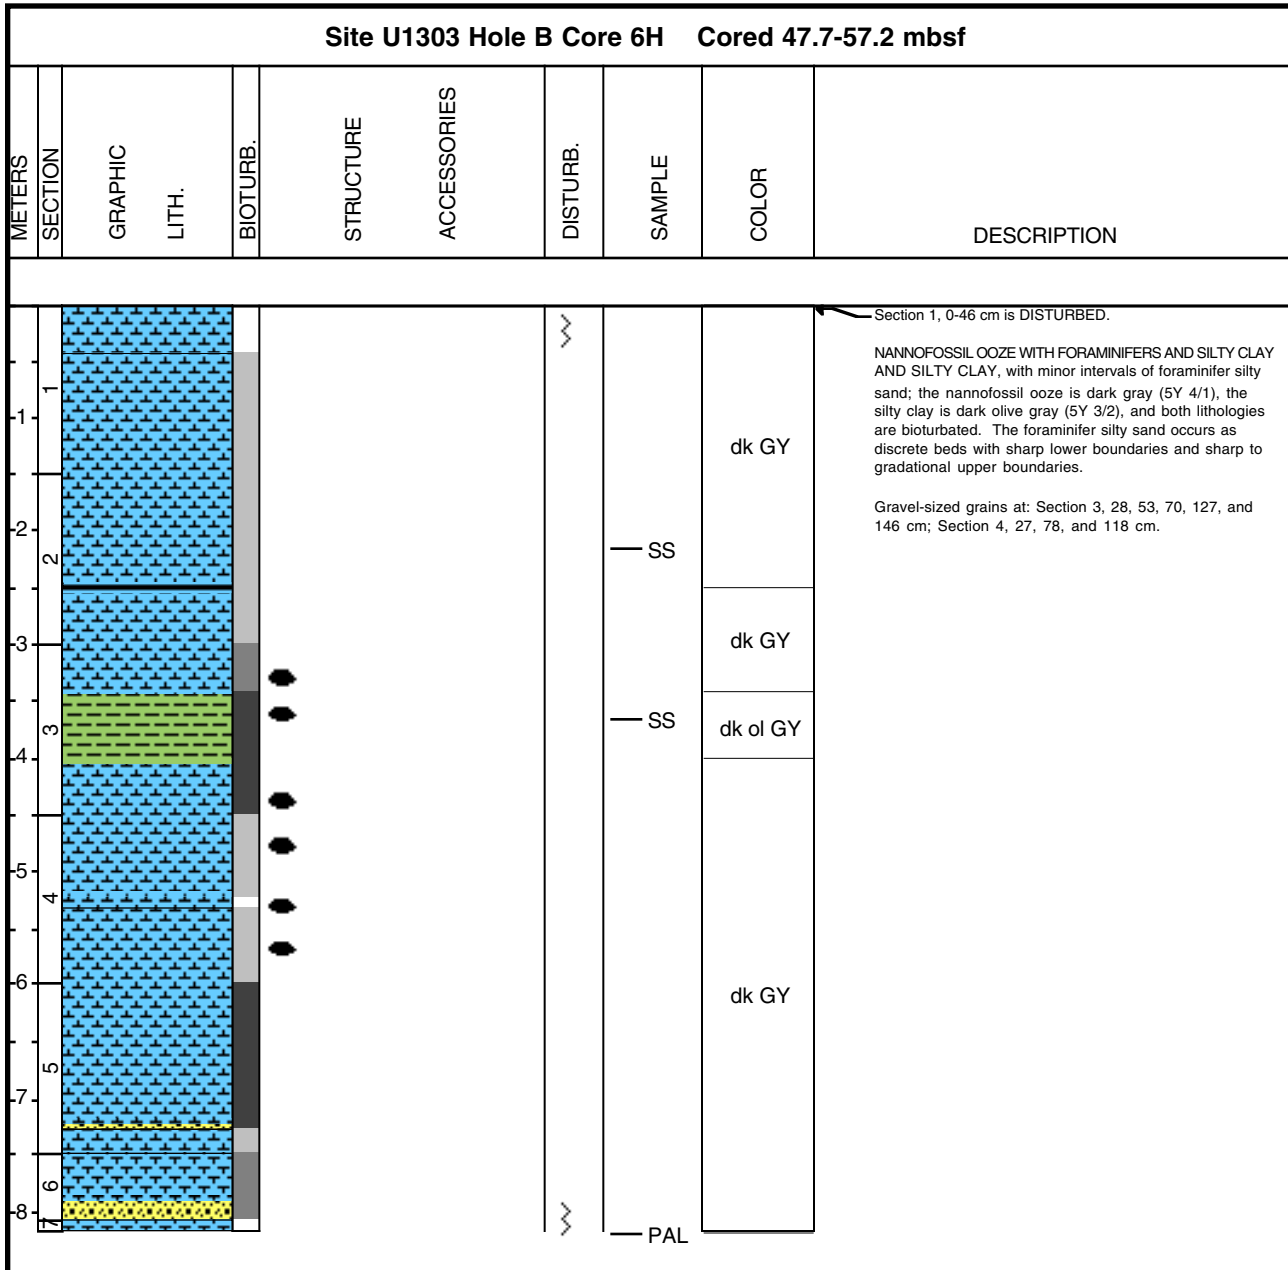 Site U1303 Hole B Core 6H Cored 47.7-57.2 mbsf
METERS
SECTION
GRAPHIC
LITH.
BIOTURB.
STRUCTURE
ACCESSORIES
DISTURB.
SAMPLE
COLOR
DESCRIPTION
Section 1, 0-46 cm is DISTURBED.
NANNOFOSSIL OOZE WITH FORAMINIFERS AND SILTY CLAY
AND SILTY CLAY, with minor intervals of foraminifer silty
sand; the nannofossil ooze is dark gray (5Y 4/1), the
silty clay is dark olive gray (5Y 3/2), and both lithologies
are bioturbated. The foraminifer silty sand occurs as
discrete beds with sharp lower boundaries and sharp to
gradational upper boundaries.
Gravel-sized grains at: Section 3, 28, 53, 70, 127, and
146 cm; Section 4, 27, 78, and 118 cm.
1
2
3
4
5
6
7
8
1
2
3
4
5
6
7
SS
SS
PAL
dk GY
dk GY
dk ol GY
dk GY